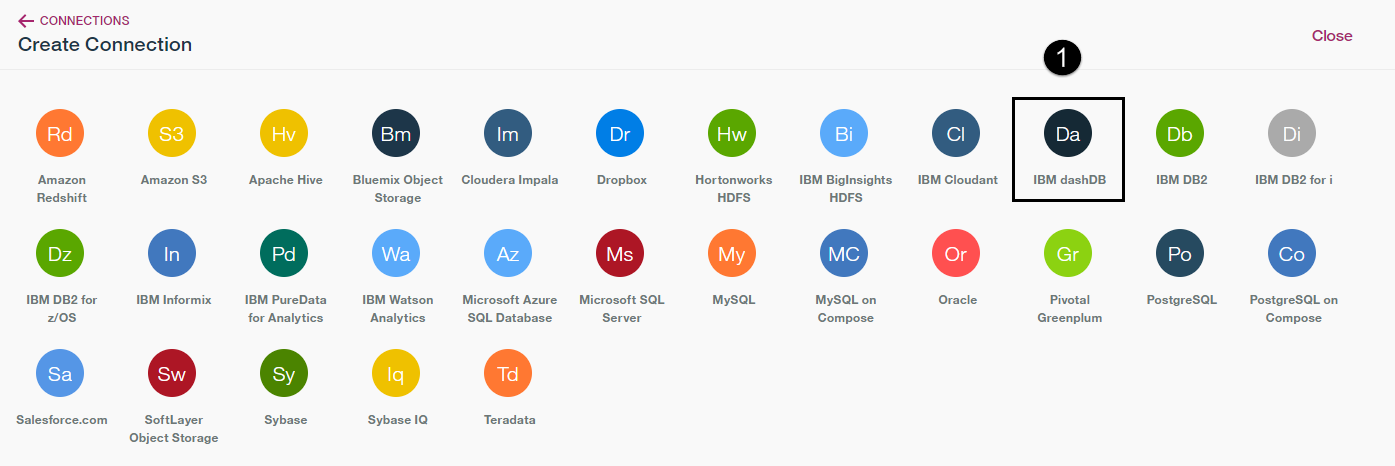 CONNECTIONS
Create Connection
Close
1
Rd S3 Hv Bm Im Dr Hw Bi Cl Da Db Di
Amazon Redshift
Amazon S3
Apache Hive
Bluemix Object Storage
Cloudera Impala
Dropbox
Hortonworks HDFS
IBM BigInsights HDFS
IBM Cloudant
IBM dashDB
IBM DB2
IBM DB2 for i
Dz In Pd Wa Az Ms My MC Or Gr Po Co
IBM DB2 for z/OS
IBM Informix
IBM PureData for Analytics
IBM Watson Analytics
Microsoft Azure SQL Database
Microsoft SQL Server
MySQL
MySQL on Compose
Oracle
Pivotal Greenplum
PostgreSQL
PostgreSQL on Compose
Sa Sw Sy Iq Td
Salesforce.com
SoftLayer Object Storage
Sybase
Sybase IQ
Teradata